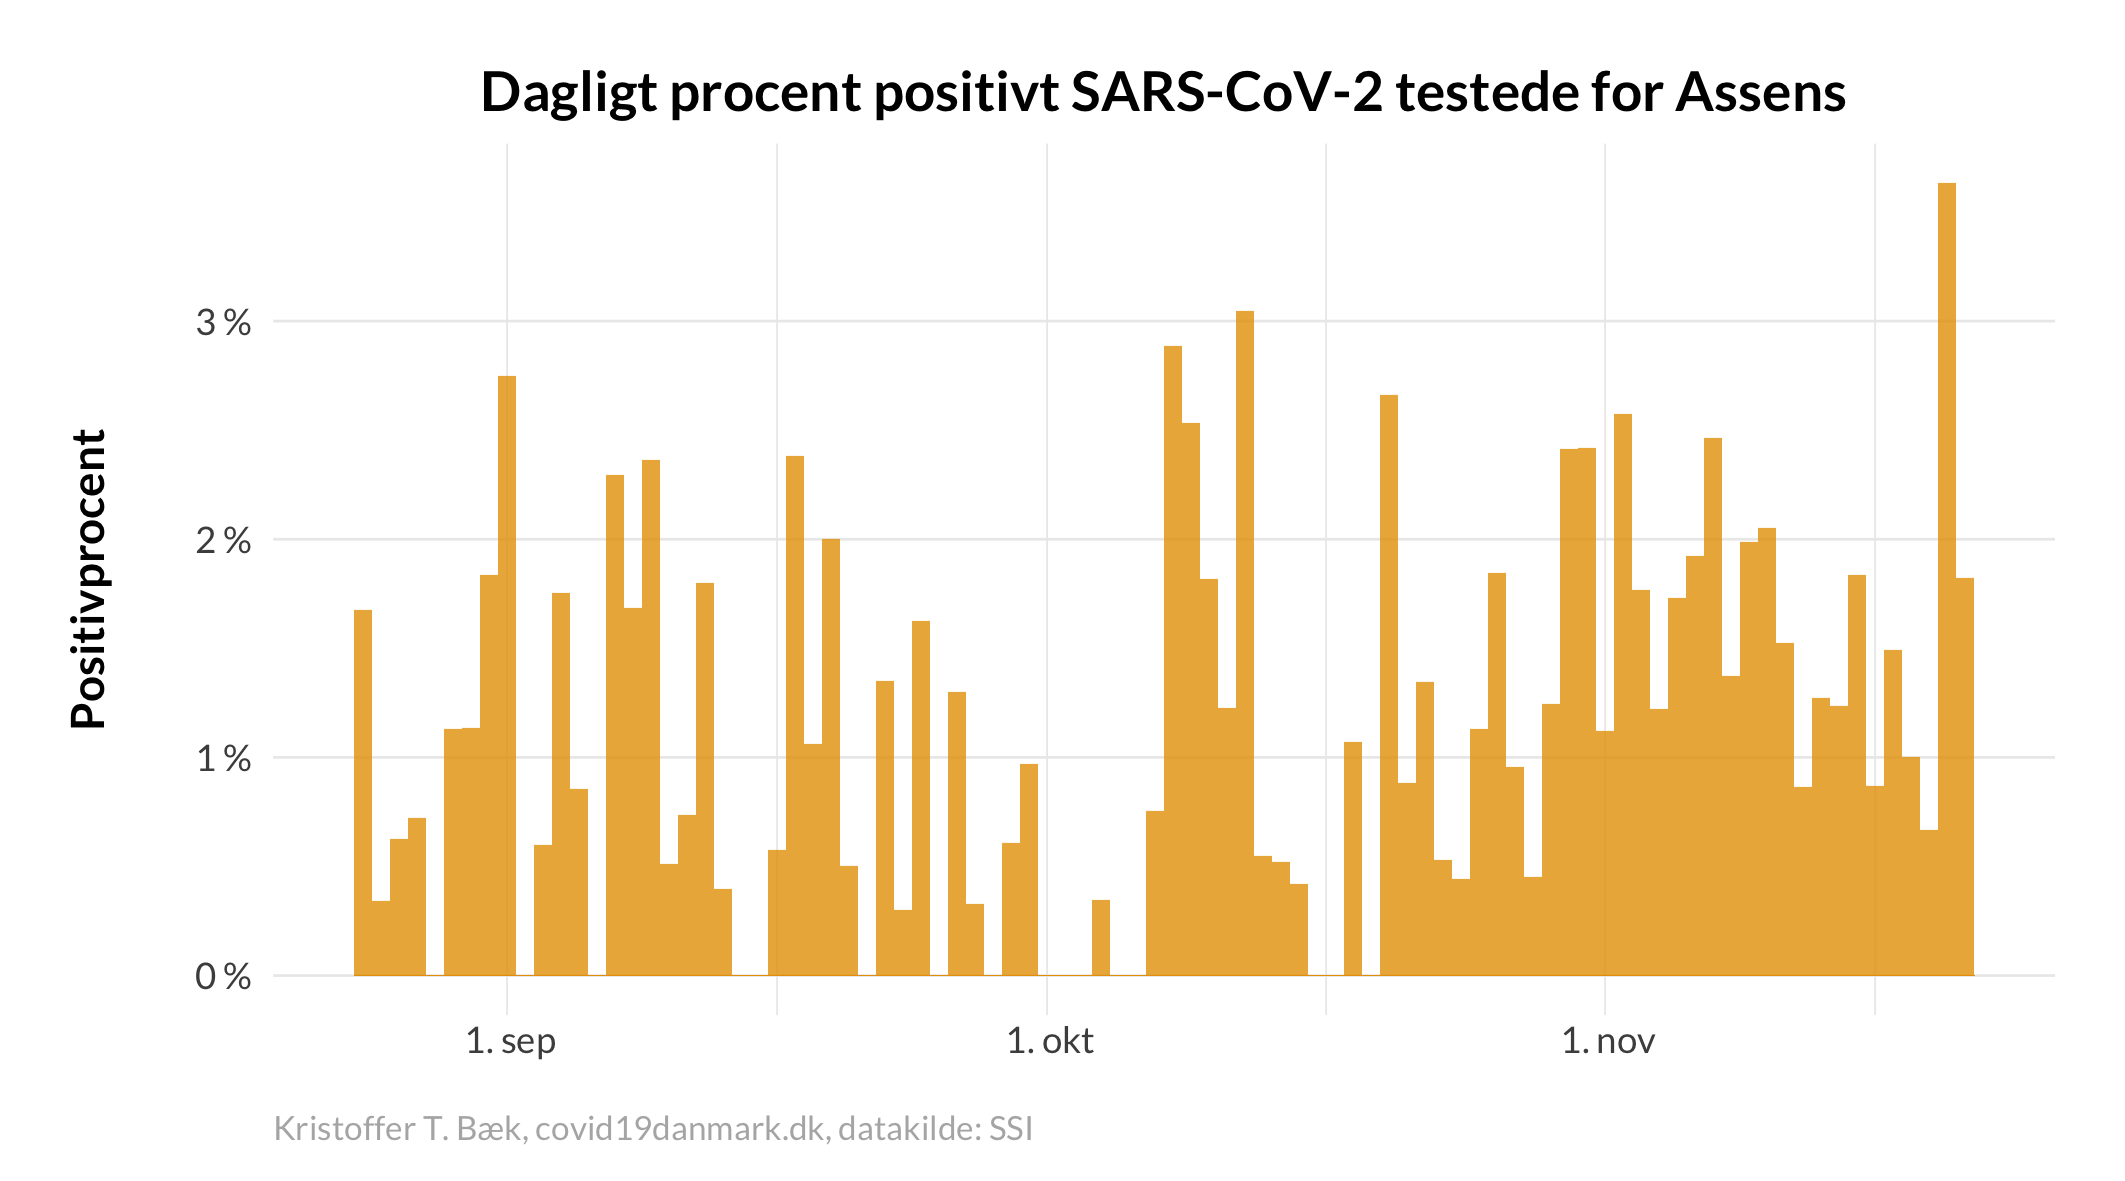 Dagligt procent positivt SARS-CoV-2 testede for Assens
Positivprocent
3 %
2 %
1 %
0 %
1. sep
1. okt
1. nov
Kristoffer T. Bæk, covid19danmark.dk, datakilde: SSI